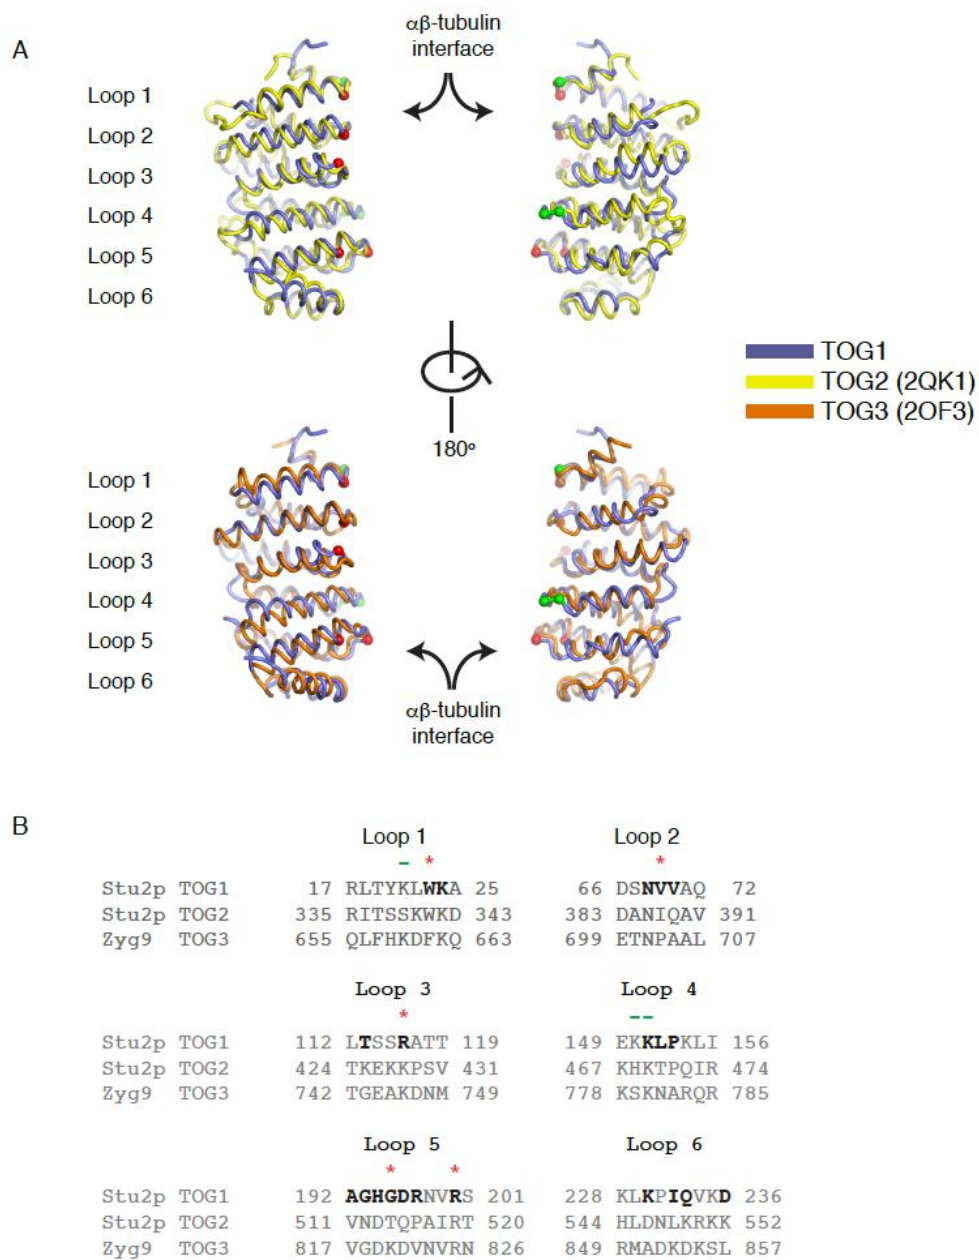 A
αβ-tubulin
interface
Loop 1
Loop 2
Loop 3
Loop 4
Loop 5
Loop 6
TOG1
TOG2 (2QK1)
TOG3 (2OF3)
180º
Loop 1
Loop 2
Loop 3
Loop 4
Loop 5
Loop 6
αβ-tubulin
interface
B
Loop 1 Loop 2
– * *
Stu2p TOG1 17 RLTYKLWKA 25 66 DSNVVAQ 72
Stu2p TOG2 335 RITSSKWKD 343 383 DANIQAV 391
Zyg9 TOG3 655 QLFHKDFKQ 663 699 ETNPAAL 707
Loop 3 Loop 4
* – –
Stu2p TOG1 112 LTSSRATT 119 149 EKKLPKLI 156
Stu2p TOG2 424 TKEKKPSV 431 467 KHKTPQIR 474
Zyg9 TOG3 742 TGEAKDNM 749 778 KSKNARQR 785
Loop 5 Loop 6
* *
Stu2p TOG1 192 AGHGDRNVRS 201 228 KLKPIQVKD 236
Stu2p TOG2 511 VNDTQPAIRT 520 544 HLDNLKRKK 552
Zyg9 TOG3 817 VGDKDVNVRN 826 849 RMADKDKSL 857